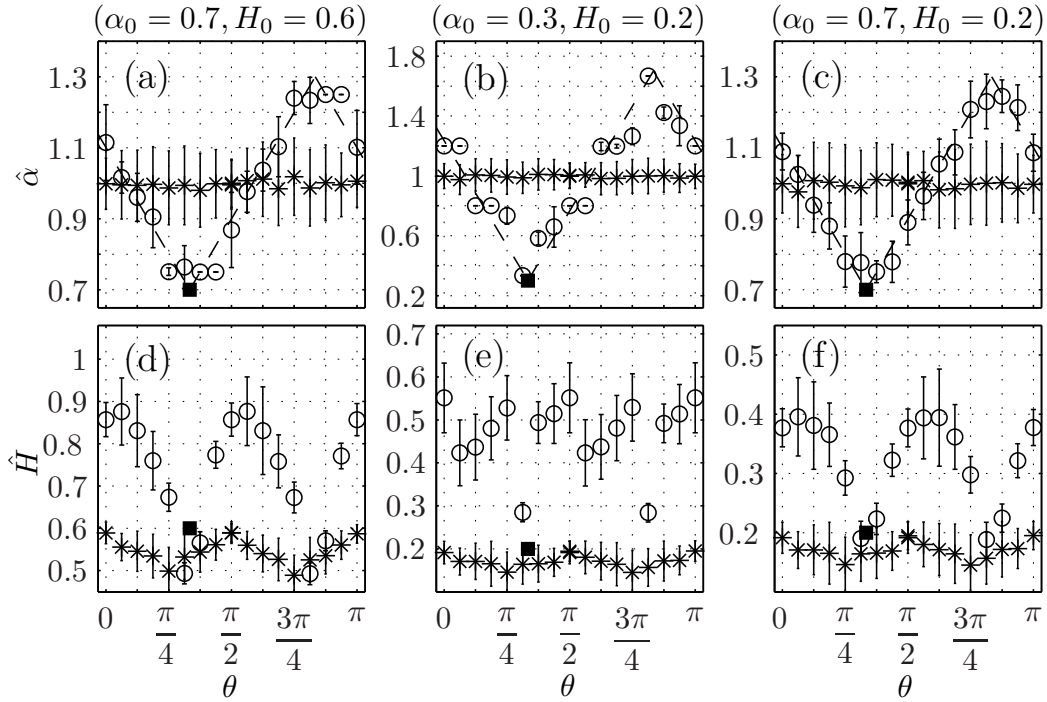 (α₀ = 0.7, H₀ = 0.6) (α₀ = 0.3, H₀ = 0.2) (α₀ = 0.7, H₀ = 0.2)
(a) (b) (c)
1.3 1.1 0.9 0.7
α̂
1.8 1.4 1 0.6 0.2
1.3 1.1 0.9 0.7
(d) (e) (f)
1 0.9 0.8 0.7 0.6 0.5
Ĥ
0.7 0.6 0.5 0.4 0.3 0.2
0.5 0.4 0.3 0.2
0 π/4 π/2 3π/4 π
0 π/4 π/2 3π/4 π
0 π/4 π/2 3π/4 π
θ θ θ